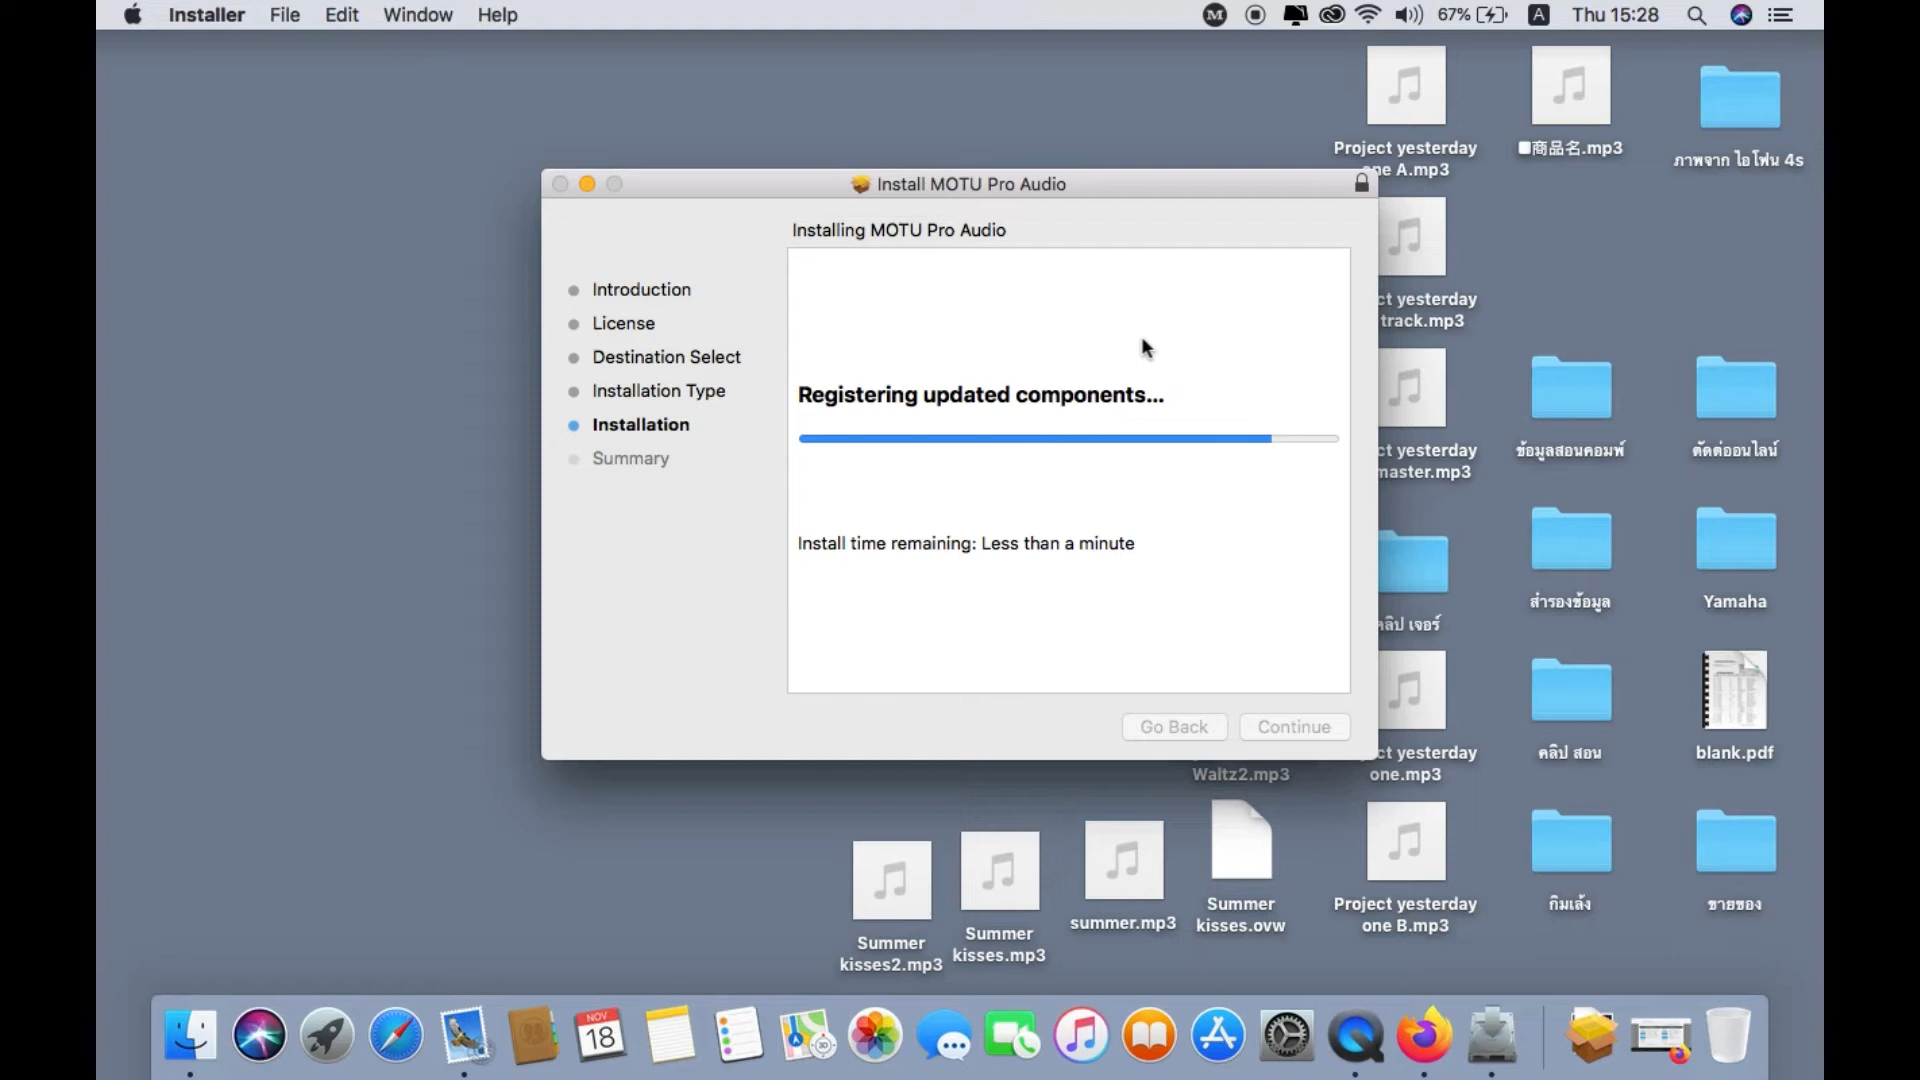 Installer File Edit Window Help
67% A Thu 15:28
Install MOTU Pro Audio
Installing MOTU Pro Audio
Introduction
License
Destination Select
Installation Type
Installation
Summary
Registering updated components...
Install time remaining: Less than a minute
Go Back Continue
Project yesterday
ne A.mp3
■商品名.mp3
ภาพจาก ไอโฟน 4s
ct yesterday
track.mp3
ct yesterday
master.mp3
ข้อมูลสอนคอมพ์
ตัดต่อออนไลน์
คลิป เจอร์
สำรองข้อมูล
Yamaha
ct yesterday
one.mp3
คลิป สอน
blank.pdf
Waltz2.mp3
Summer
kisses2.mp3
Summer
kisses.mp3
summer.mp3
Summer
kisses.ovw
Project yesterday
one B.mp3
กิมเล้ง
ขายของ
NOV
18